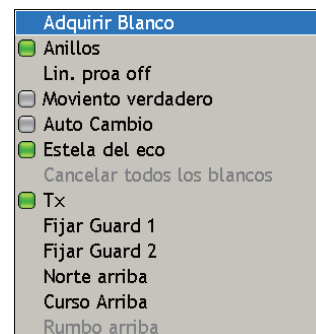 Adquirir Blanco
Anillos
Lin. proa off
Moviento verdadero
Auto Cambio
Estela del eco
Cancelar todos los blancos
Tx
Fijar Guard 1
Fijar Guard 2
Norte arriba
Curso Arriba
Rumbo arriba